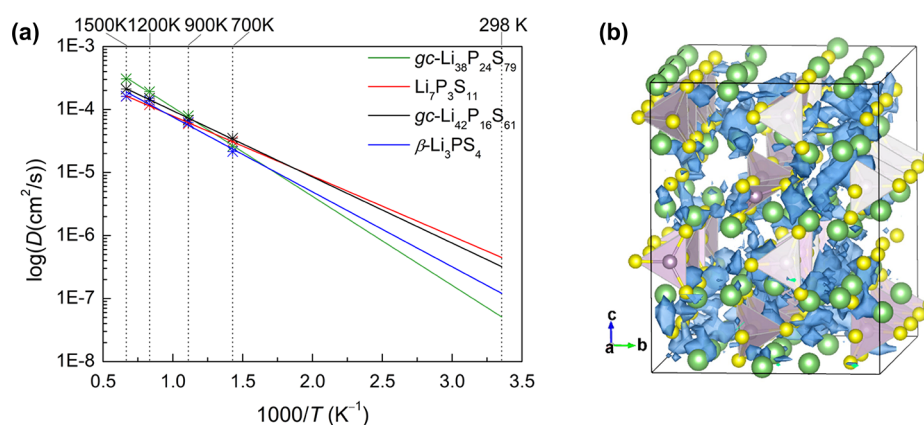 (a)
1500K 1200K 900K 700K 298 K
1E−3
1E−4
1E−5
1E−6
1E−7
1E−8
log(D(cm²/s)
gc-Li₃₈P₂₄S₇₉
Li₇P₃S₁₁
gc-Li₄₂P₁₆S₆₁
β-Li₃PS₄
0.5 1.0 1.5 2.0 2.5 3.0 3.5
1000/T (K⁻¹)
(b)
c
a b